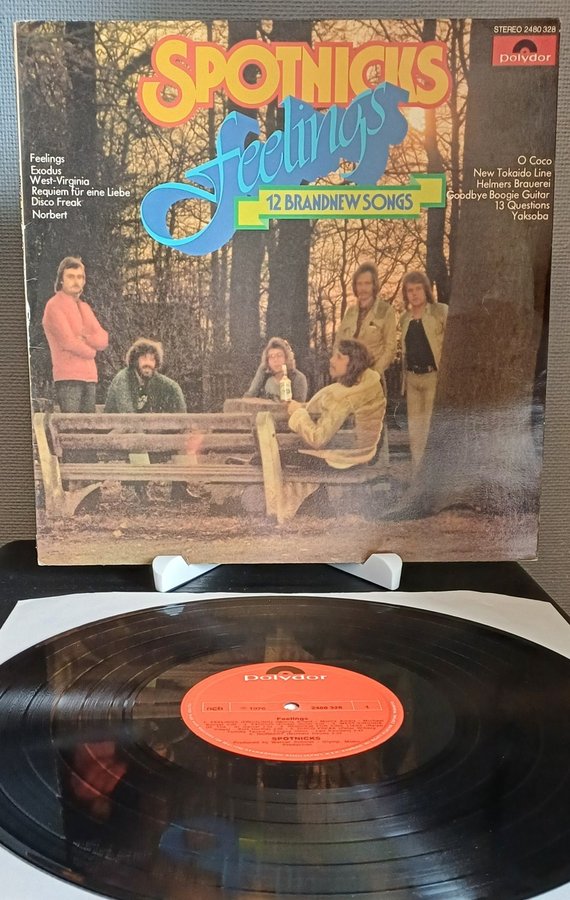 STEREO 2480 328
polydor
SPOTNICKS
Feelings
12 BRANDNEW SONGS
Feelings
Exodus
West-Virginia
Requiem für eine Liebe
Disco Freak
Norbert
O Coco
New Tokaido Line
Helmers Brauerei
Goodbye Boogie Guitar
13 Questions
Yaksoba
polydor
ncb
℗ 1976
2480 328
1
Feelings
SPOTNICKS